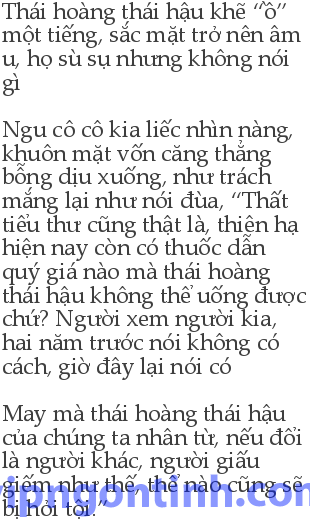 Thái hoàng thái hậu khẽ “ồ”
một tiếng, sắc mặt trở nên âm
u, họ sù sụ nhưng không nói
gì
Ngu cô cô kia liếc nhìn nàng,
khuôn mặt vốn căng thẳng
bỗng dịu xuống, như trách
mắng lại như nói đùa, “Thất
tiểu thư cũng thật là, thiện hạ
hiện nay còn có thuốc dẫn
quý giá nào mà thái hoàng
thái hậu không thể uống được
chứ? Người xem người kia,
hai năm trước nói không có
cách, giờ đây lại nói có
May mà thái hoàng thái hậu
của chúng ta nhân từ, nếu đổi
là người khác, người giấu
giếm như thế, thế nào cũng sẽ
bị hỏi tội.”
vipngontinh.com